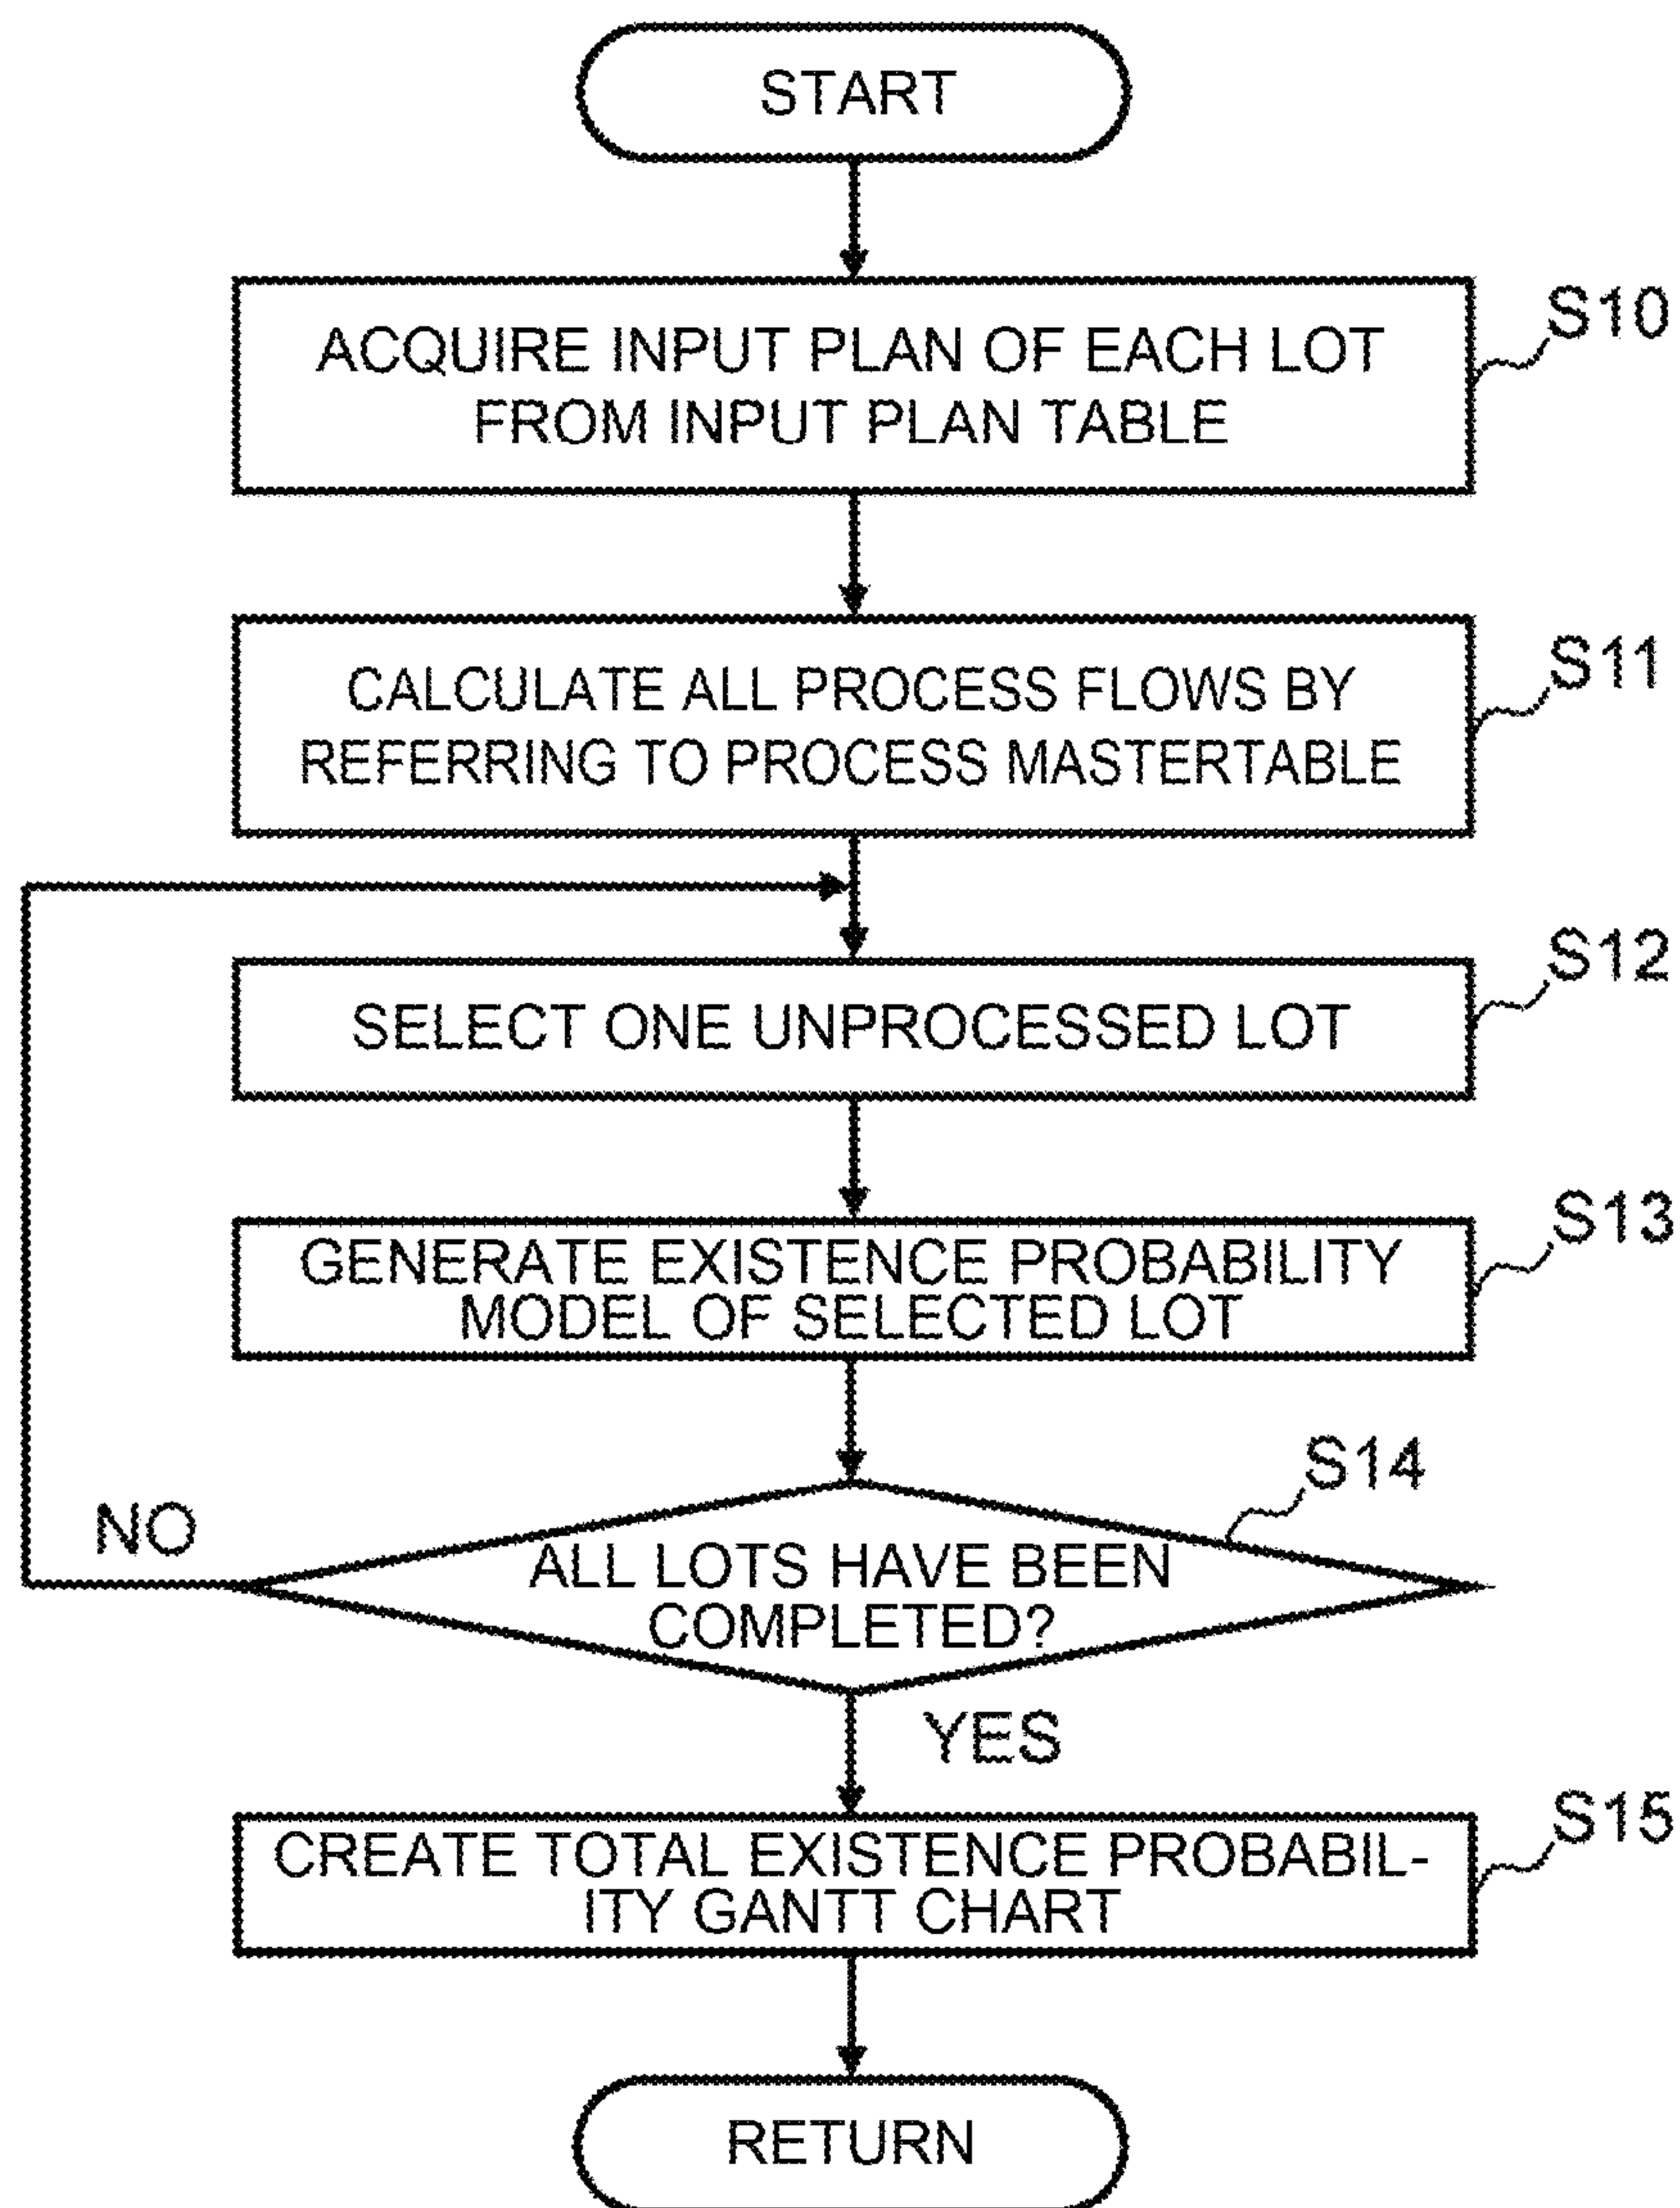 START
S10
ACQUIRE INPUT PLAN OF EACH LOT
FROM INPUT PLAN TABLE
S11
CALCULATE ALL PROCESS FLOWS BY
REFERRING TO PROCESS MASTERTABLE
S12
SELECT ONE UNPROCESSED LOT
S13
GENERATE EXISTENCE PROBABILITY
MODEL OF SELECTED LOT
S14
NO
ALL LOTS HAVE BEEN
COMPLETED?
YES
S15
CREATE TOTAL EXISTENCE PROBABIL-
ITY GANTT CHART
RETURN